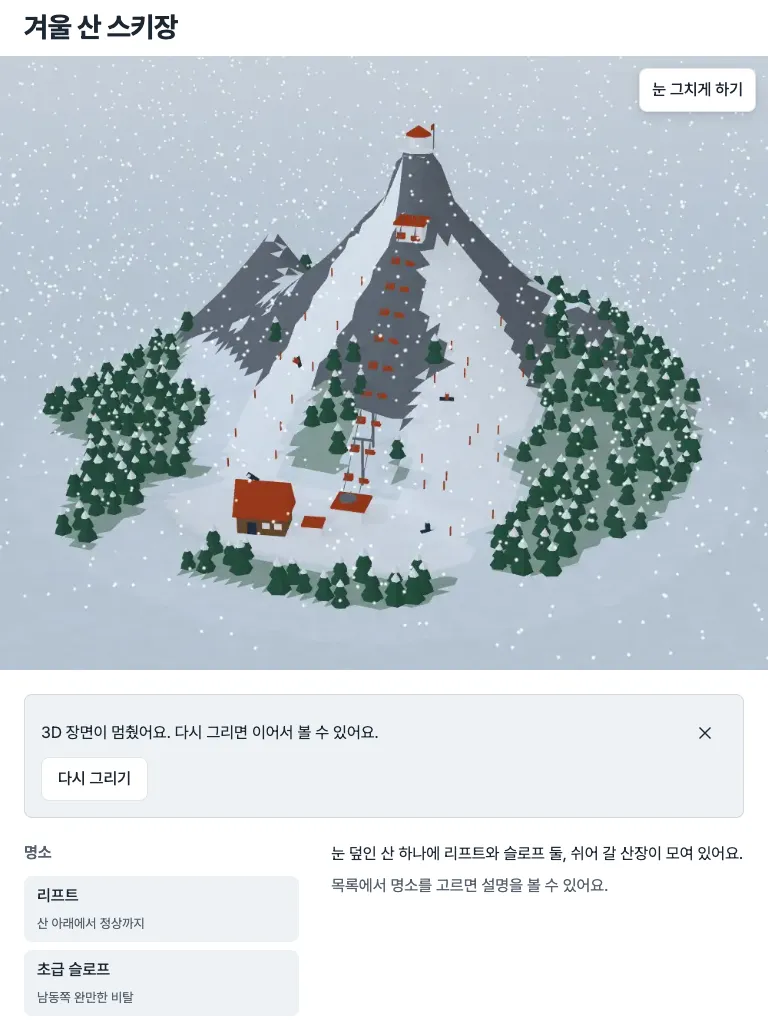 겨울 산 스키장
눈 그치게 하기
3D 장면이 멈췄어요. 다시 그리면 이어서 볼 수 있어요.
다시 그리기
명소
리프트
산 아래에서 정상까지
초급 슬로프
남동쪽 완만한 비탈
눈 덮인 산 하나에 리프트와 슬로프 둘, 쉬어 갈 산장이 모여 있어요.
목록에서 명소를 고르면 설명을 볼 수 있어요.